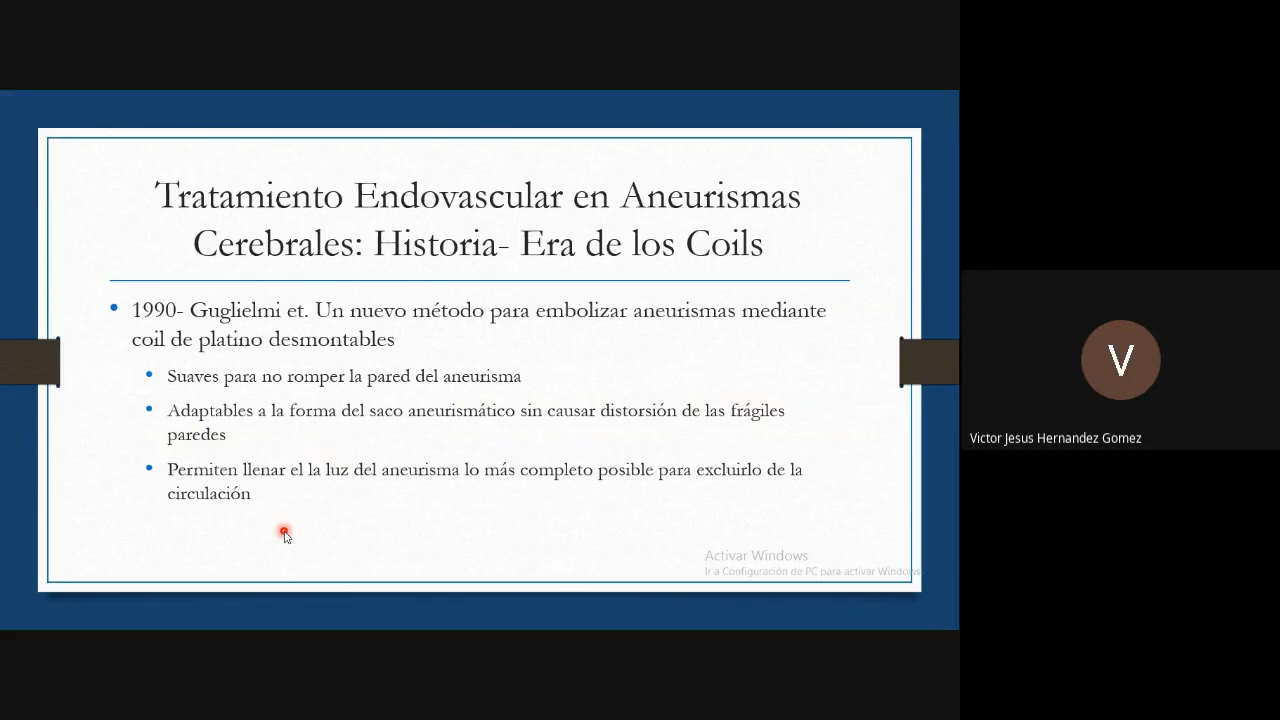 Tratamiento Endovascular en Aneurismas
Cerebrales: Historia- Era de los Coils
1990- Guglielmi et. Un nuevo método para embolizar aneurismas mediante
coil de platino desmontables
Suaves para no romper la pared del aneurisma
Adaptables a la forma del saco aneurismático sin causar distorsión de las frágiles
paredes
Permiten llenar el la luz del aneurisma lo más completo posible para excluirlo de la
circulación
Activar Windows
Ir a Configuración de PC para activar Windows
V
Victor Jesus Hernandez Gomez